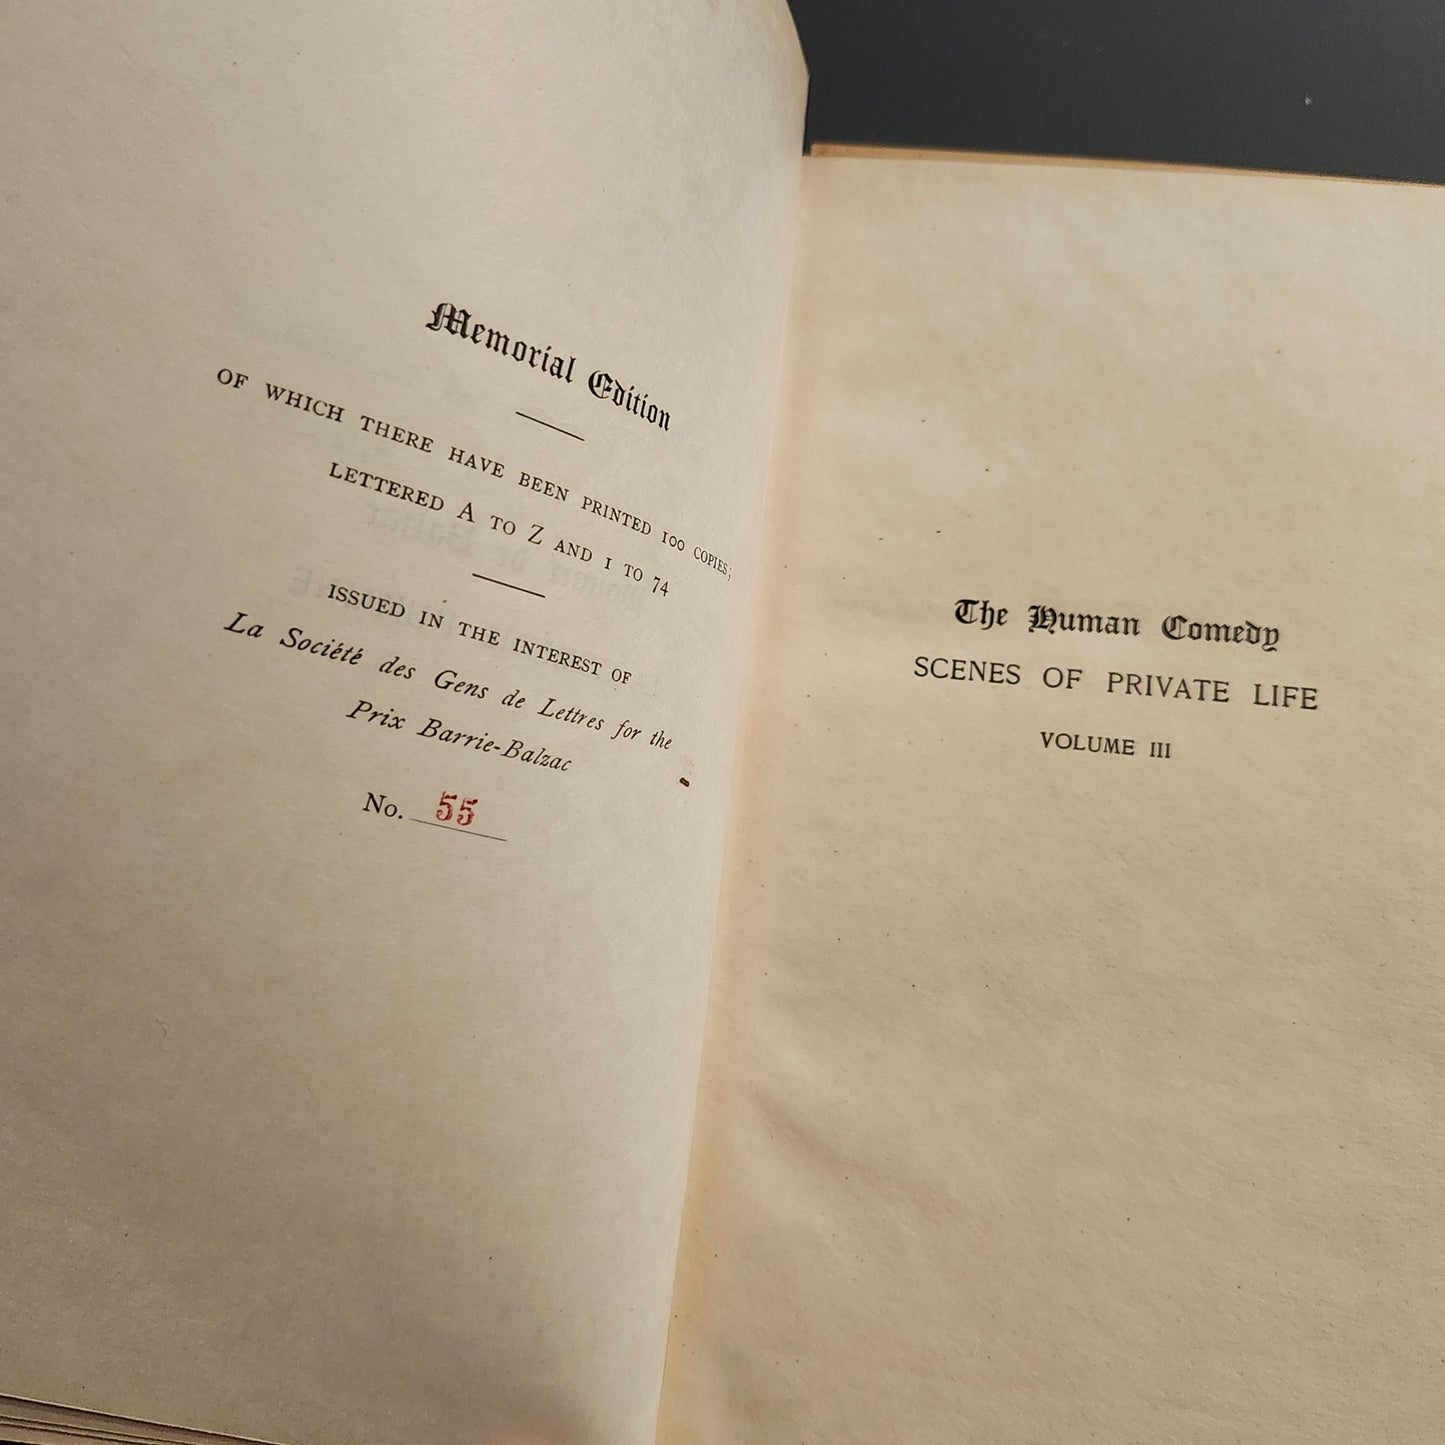 Memorial Edition
OF WHICH THERE HAVE BEEN PRINTED 100 COPIES;
LETTERED A TO Z AND 1 TO 74
ISSUED IN THE INTEREST OF
La Société des Gens de Lettres for the
Prix Barrie-Balzac
No. 55
The Human Comedy
SCENES OF PRIVATE LIFE
VOLUME III